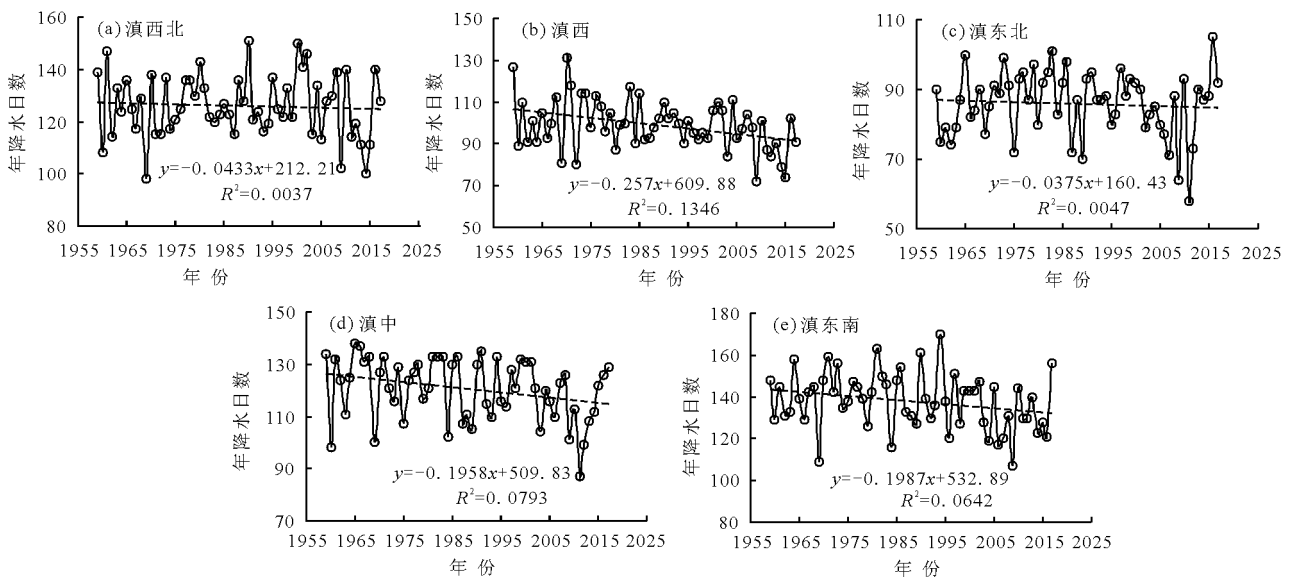 (a)滇西北
160
140
120
100
80
年降水日数
y=-0.0433x+212.21
R²=0.0037
1955 1965 1975 1985 1995 2005 2015 2025
年 份
(b)滇西
150
130
110
90
70
50
年降水日数
y=-0.257x+609.88
R²=0.1346
1955 1965 1975 1985 1995 2005 2015 2025
年 份
(c)滇东北
110
90
70
50
年降水日数
y=-0.0375x+160.43
R²=0.0047
1955 1965 1975 1985 1995 2005 2015 2025
年 份
(d)滇中
150
130
110
90
70
年降水日数
y=-0.1958x+509.83
R²=0.0793
1955 1965 1975 1985 1995 2005 2015 2025
年 份
(e)滇东南
180
160
140
120
100
80
年降水日数
y=-0.1987x+532.89
R²=0.0642
1955 1965 1975 1985 1995 2005 2015 2025
年 份